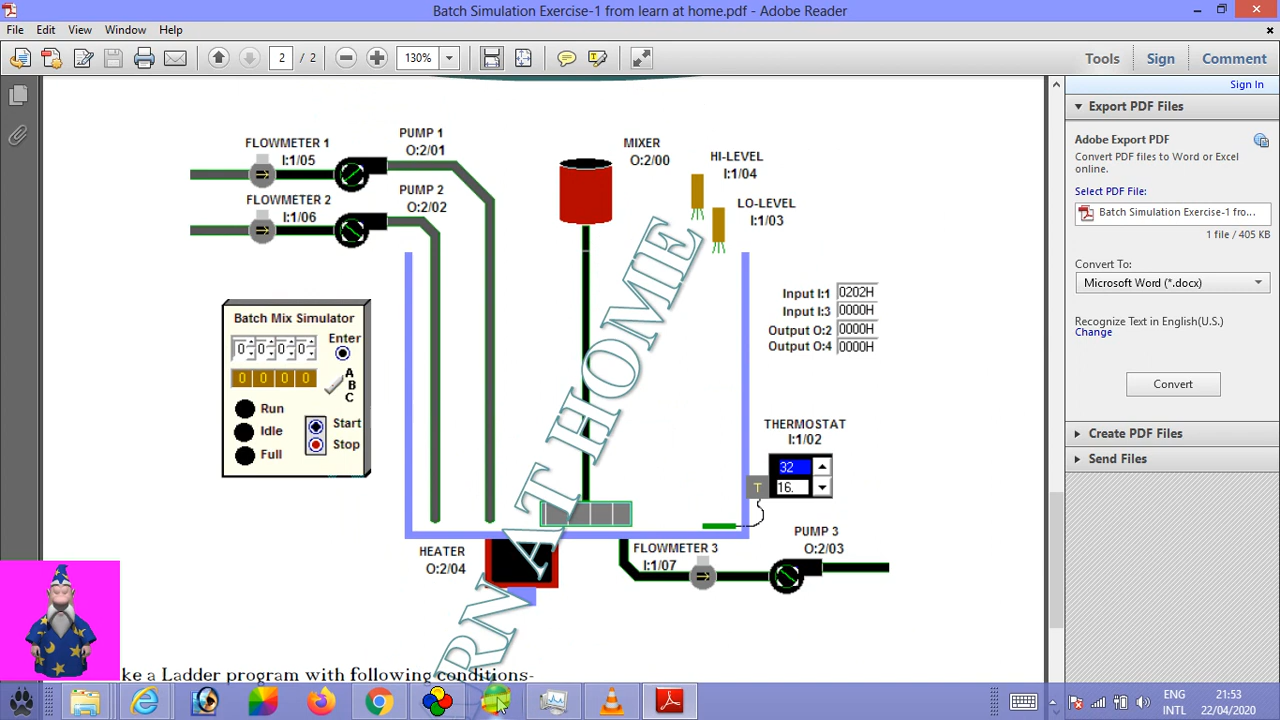 Batch Simulation Exercise-1 from learn at home.pdf - Adobe Reader
File Edit View Window Help
2 / 2 130% Tools Sign Comment
Sign In
Export PDF Files
Adobe Export PDF
Convert PDF files to Word or Excel
online.
Select PDF File:
Batch Simulation Exercise-1 fro...
1 file / 405 KB
Convert To:
Microsoft Word (*.docx)
Recognize Text in English(U.S.)
Change
Convert
Create PDF Files
Send Files
FLOWMETER 1
I:1/05
PUMP 1
O:2/01
FLOWMETER 2
I:1/06
PUMP 2
O:2/02
MIXER
O:2/00
HI-LEVEL
I:1/04
LO-LEVEL
I:1/03
Batch Mix Simulator
0 0 0 0 Enter
0 0 0 0
A
B
C
Run
Idle
Full
Start
Stop
Input I:1 0202H
Input I:3 0000H
Output O:2 0000H
Output O:4 0000H
THERMOSTAT
I:1/02
32
T 16.
HEATER
O:2/04
FLOWMETER 3
I:1/07
PUMP 3
O:2/03
RN AT HOME
ke a Ladder program with following conditions-
ENG
INTL
21:53
22/04/2020